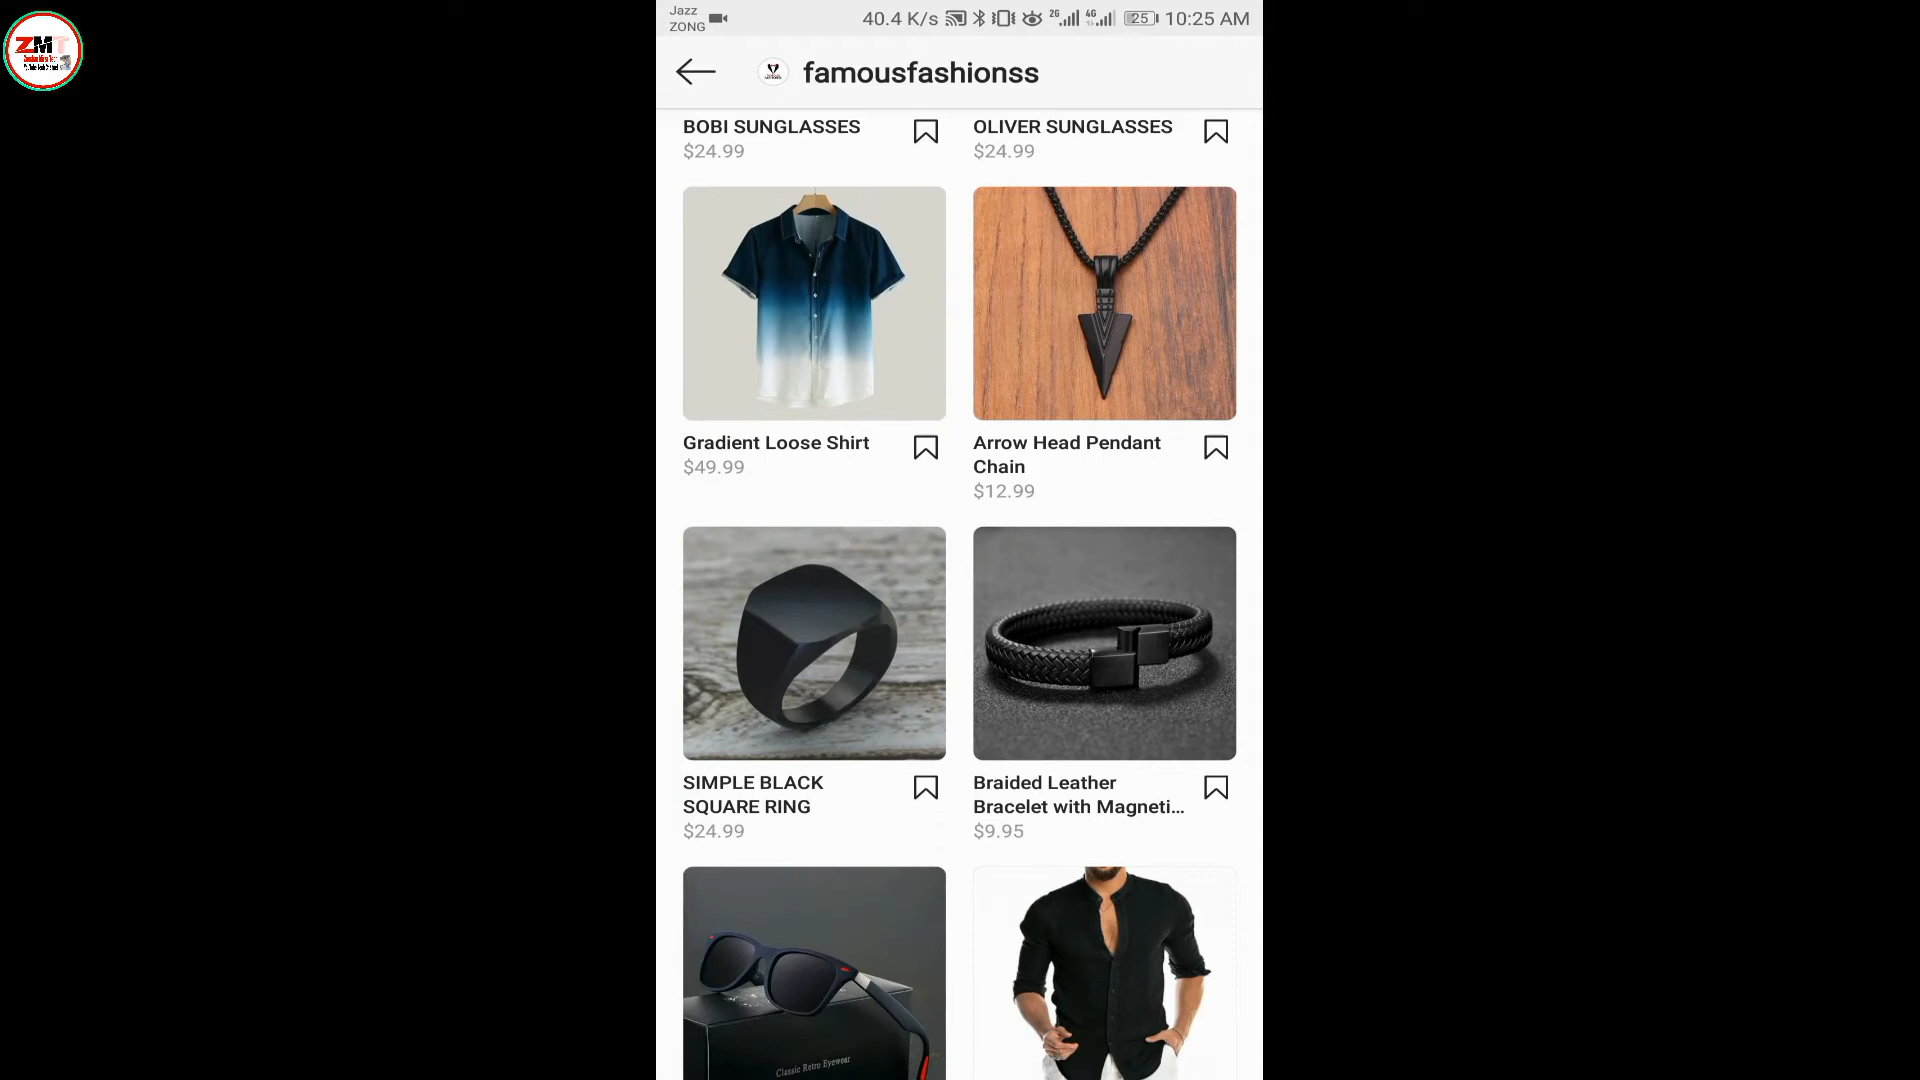 ZMT
Jazz
ZONG
40.4 K/s
2G
4G
25
10:25 AM
famousfashionss
BOBI SUNGLASSES
$24.99
OLIVER SUNGLASSES
$24.99
Gradient Loose Shirt
$49.99
Arrow Head Pendant
Chain
$12.99
SIMPLE BLACK
SQUARE RING
$24.99
Braided Leather
Bracelet with Magneti...
$9.95
Classic Retro Eyewear